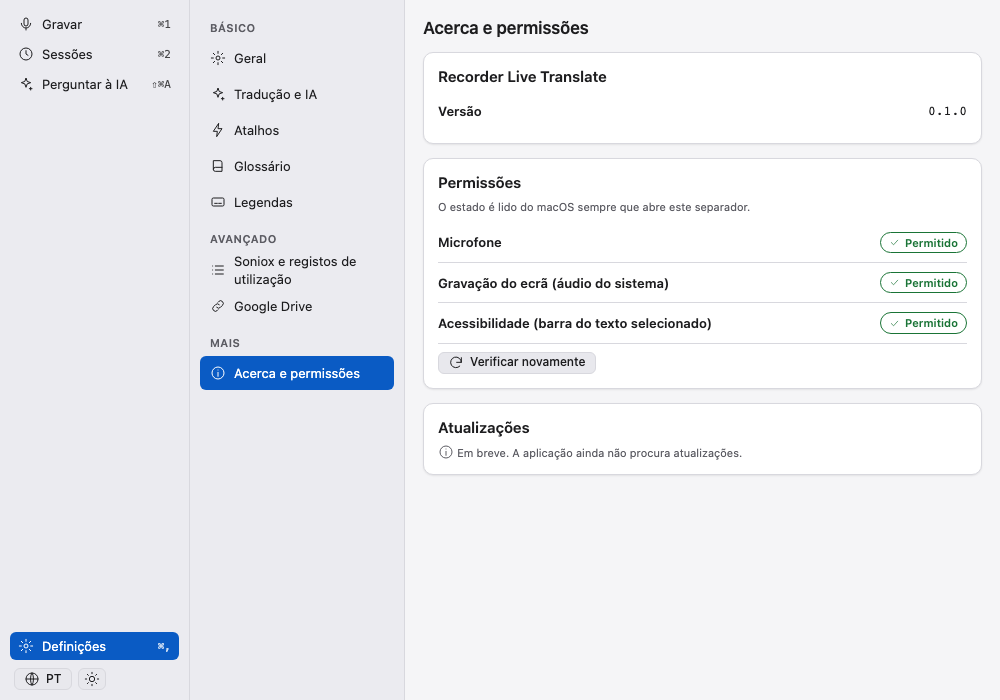 Gravar ⌘1
Sessões ⌘2
Perguntar à IA ⇧⌘A
Definições ⌘,
PT
BÁSICO
Geral
Tradução e IA
Atalhos
Glossário
Legendas
AVANÇADO
Soniox e registos de
utilização
Google Drive
MAIS
Acerca e permissões
Acerca e permissões
Recorder Live Translate
Versão 0.1.0
Permissões
O estado é lido do macOS sempre que abre este separador.
Microfone Permitido
Gravação do ecrã (áudio do sistema) Permitido
Acessibilidade (barra do texto selecionado) Permitido
Verificar novamente
Atualizações
Em breve. A aplicação ainda não procura atualizações.